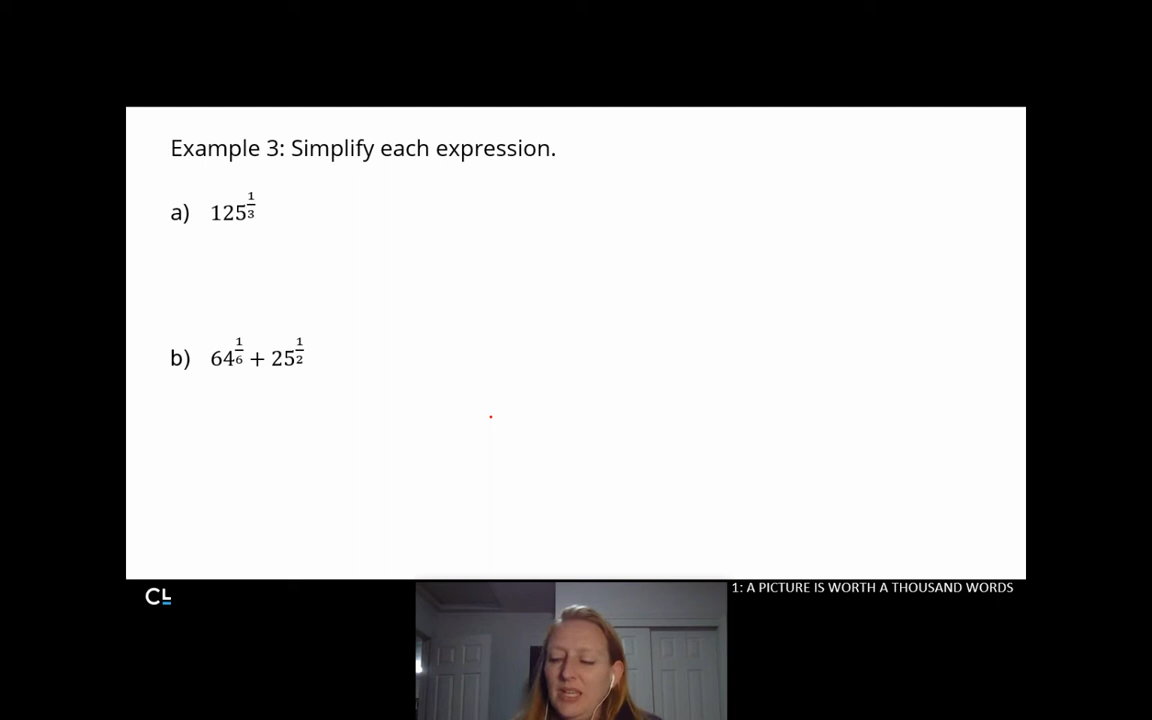 Example 3: Simplify each expression.
a) 125^{1/3}
b) 64^{1/6} + 25^{1/2}
CL
1: A PICTURE IS WORTH A THOUSAND WORDS